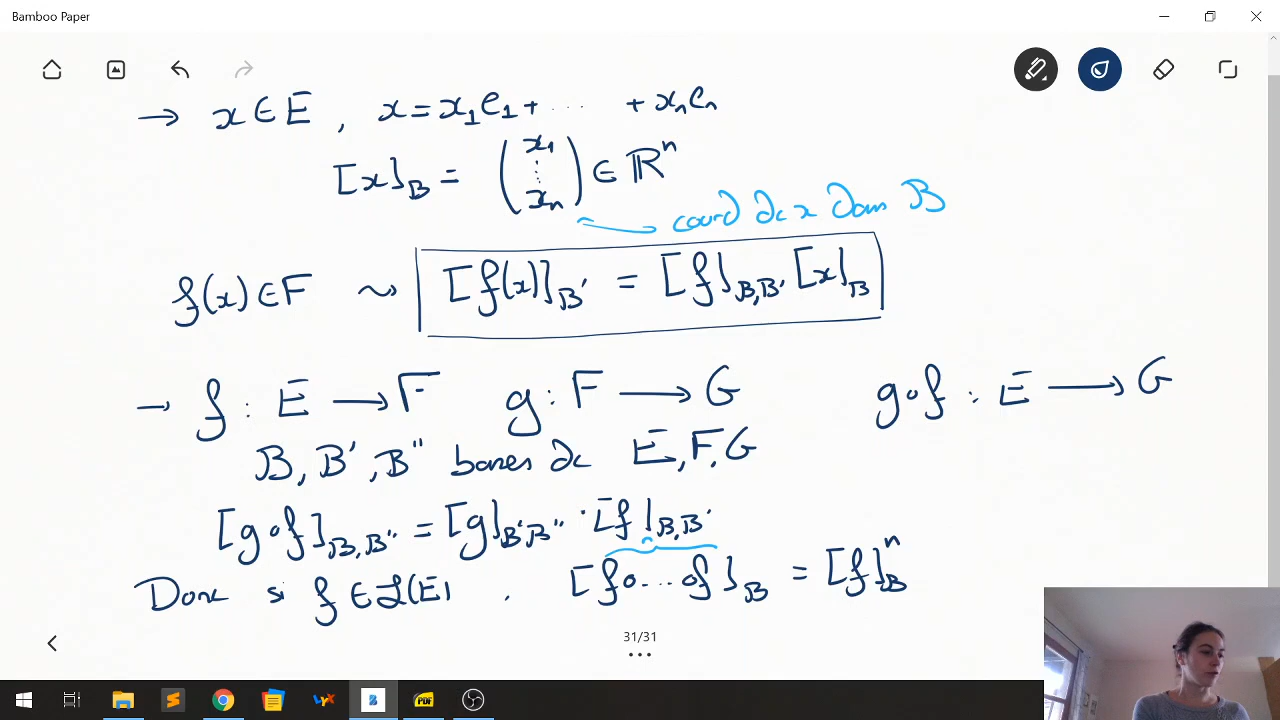 Bamboo Paper
→ x ∈ E , x = x₁e₁ + ... + xₙeₙ
[x]_B = (x₁ ⋮ xₙ) ∈ ℝⁿ
coord de x dans B
f(x) ∈ F ⇝ [f(x)]_B' = [f]_B,B' [x]_B
→ f : E → F g : F → G g∘f : E → G
B, B', B'' bases de E, F, G
[g∘f]_B,B'' = [g]_B',B'' · [f]_B,B'
Donc si f ∈ ℒ(E) , [f∘...∘f]_B = [f]_Bⁿ
31/31